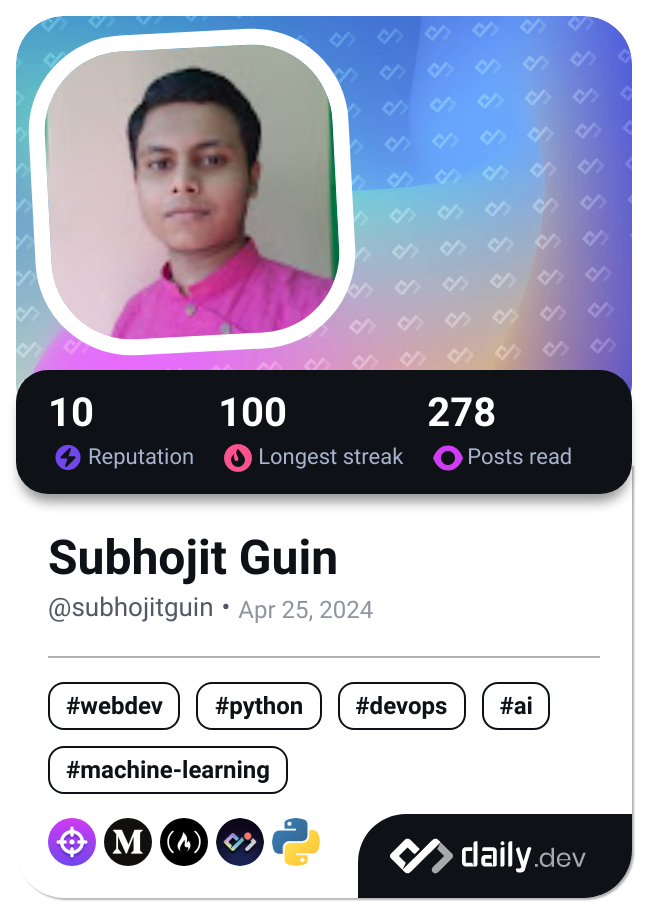 10 100 278
Reputation Longest streak Posts read
Subhojit Guin
@subhojitguin • Apr 25, 2024
#webdev #python #devops #ai
#machine-learning
M
daily.dev